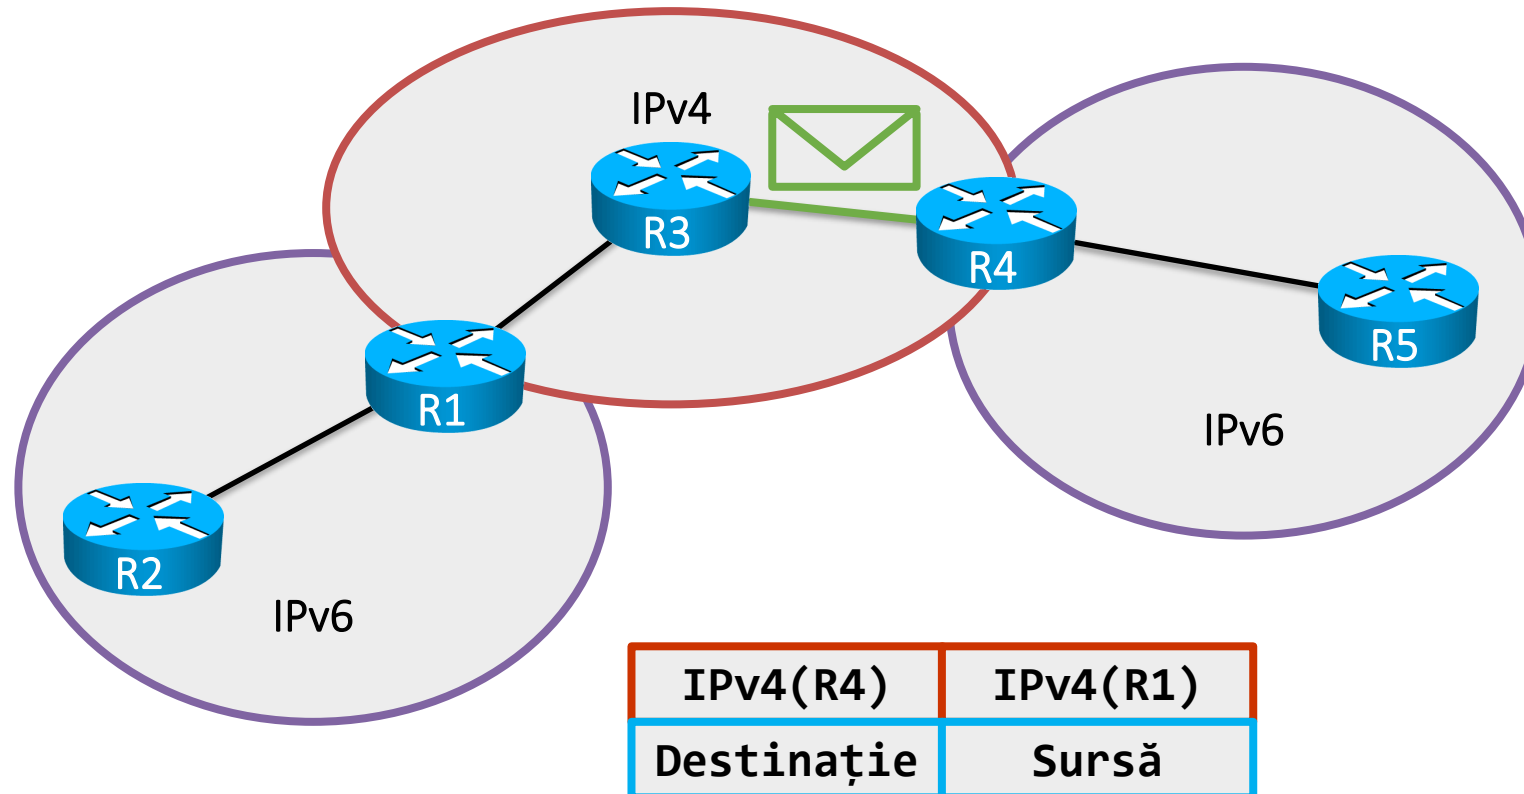 IPv4
R3
R4
R5
R1
IPv6
R2
IPv6
IPv4(R4) IPv4(R1)
Destinație Sursă